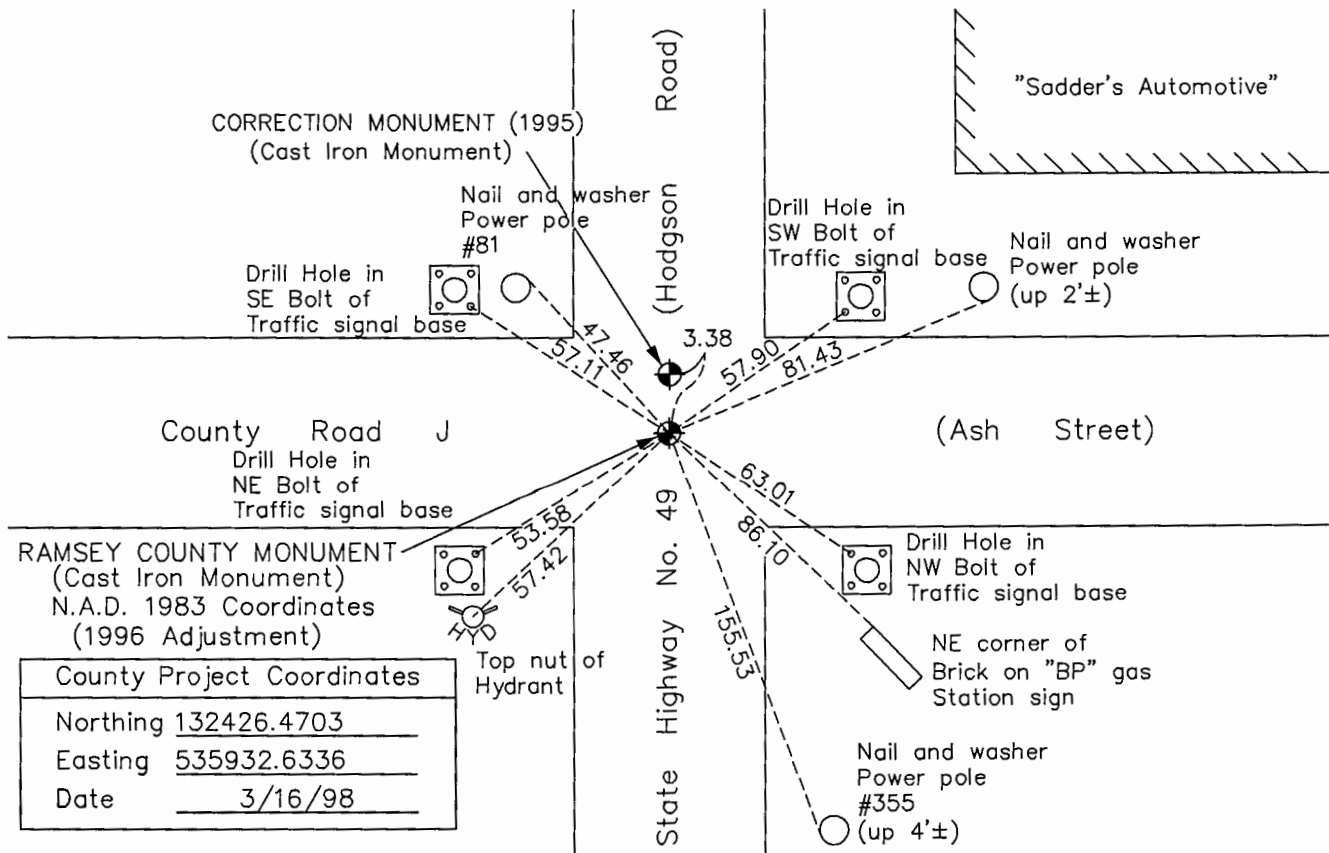 (Hodgson Road)
"Sadder's Automotive"
CORRECTION MONUMENT (1995)
(Cast Iron Monument)
Nail and washer
Power pole
#81
Drill Hole in
SW Bolt of
Traffic signal base
Nail and washer
Power pole
(up 2'±)
Drill Hole in
SE Bolt of
Traffic signal base
3.38
47.46
57.11
57.90
81.43
County Road J
(Ash Street)
Drill Hole in
NE Bolt of
Traffic signal base
53.58
57.42
63.01
86.10
155.53
State Highway No. 49
RAMSEY COUNTY MONUMENT
(Cast Iron Monument)
N.A.D. 1983 Coordinates
(1996 Adjustment)
HYD
Top nut of
Hydrant
Drill Hole in
NW Bolt of
Traffic signal base
NE corner of
Brick on "BP" gas
Station sign
County Project Coordinates
Northing 132426.4703
Easting 535932.6336
Date 3/16/98
Nail and washer
Power pole
#355
(up 4'±)